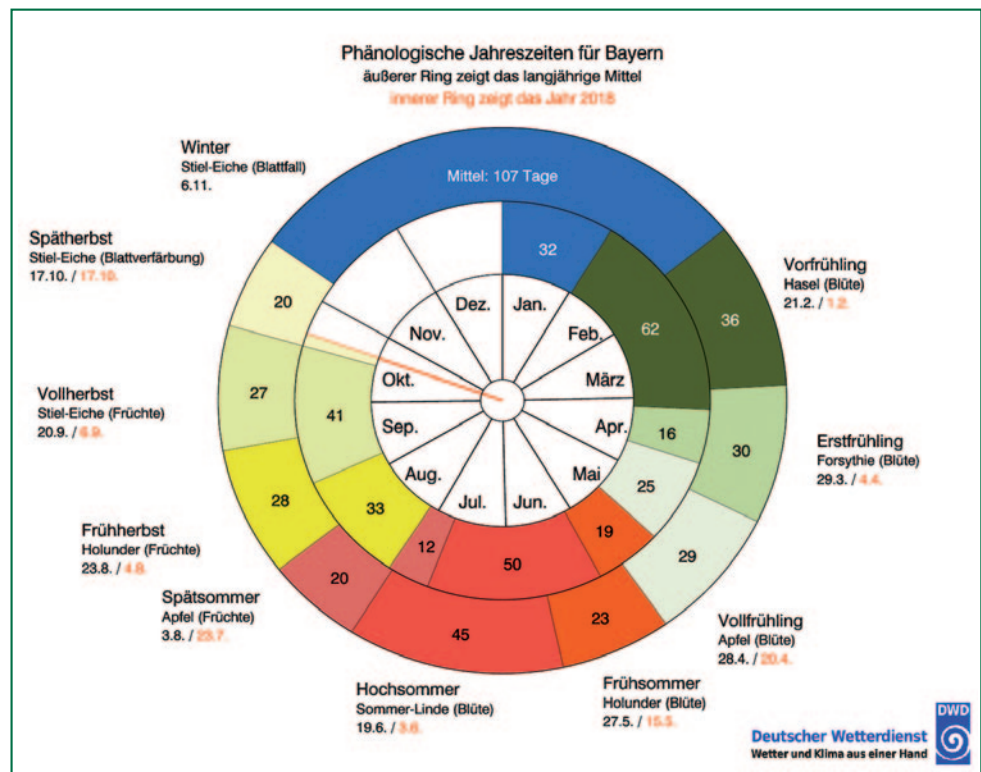 Phänologische Jahreszeiten für Bayern
äußerer Ring zeigt das langjährige Mittel
innerer Ring zeigt das Jahr 2018
Winter
Stiel-Eiche (Blattfall)
6.11.
Mittel: 107 Tage
Spätherbst
Stiel-Eiche (Blattverfärbung)
17.10. / 17.10.
Vorfrühling
Hasel (Blüte)
21.2. / 1.2.
Vollherbst
Stiel-Eiche (Früchte)
20.9. / 6.9.
Erstfrühling
Forsythie (Blüte)
29.3. / 4.4.
Frühherbst
Holunder (Früchte)
23.8. / 4.8.
Spätsommer
Apfel (Früchte)
3.8. / 23.7.
Vollfrühling
Apfel (Blüte)
28.4. / 20.4.
Hochsommer
Sommer-Linde (Blüte)
19.6. / 3.6.
Frühsommer
Holunder (Blüte)
27.5. / 15.5.
36
30
29
23
45
20
28
27
20
32
62
16
25
19
50
12
33
41
Jan.
Feb.
März
Apr.
Mai
Jun.
Jul.
Aug.
Sep.
Okt.
Nov.
Dez.
Deutscher Wetterdienst
Wetter und Klima aus einer Hand
DWD